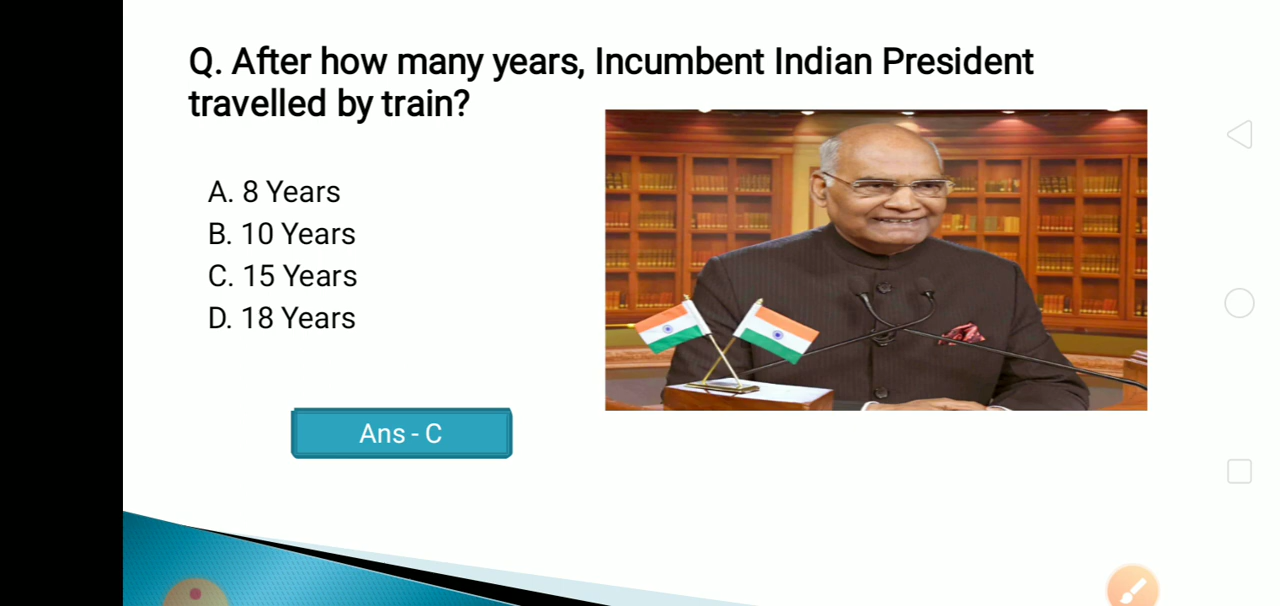 Q. After how many years, Incumbent Indian President
travelled by train?
A. 8 Years
B. 10 Years
C. 15 Years
D. 18 Years
Ans - C